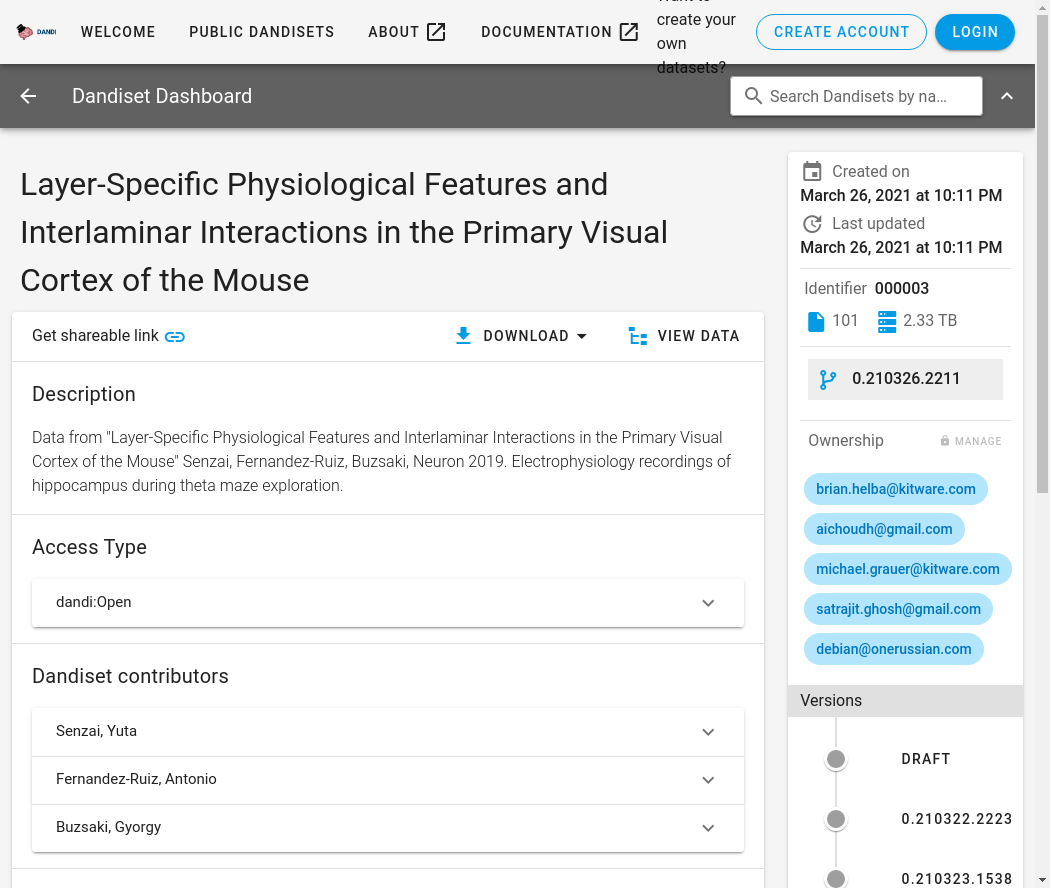 DANDI
WELCOME
PUBLIC DANDISETS
ABOUT
DOCUMENTATION
create your
own
datasets?
CREATE ACCOUNT
LOGIN
Dandiset Dashboard
Search Dandisets by na...
Layer-Specific Physiological Features and
Interlaminar Interactions in the Primary Visual
Cortex of the Mouse
Get shareable link
DOWNLOAD
VIEW DATA
Description
Data from "Layer-Specific Physiological Features and Interlaminar Interactions in the Primary Visual
Cortex of the Mouse" Senzai, Fernandez-Ruiz, Buzsaki, Neuron 2019. Electrophysiology recordings of
hippocampus during theta maze exploration.
Access Type
dandi:Open
Dandiset contributors
Senzai, Yuta
Fernandez-Ruiz, Antonio
Buzsaki, Gyorgy
Created on
March 26, 2021 at 10:11 PM
Last updated
March 26, 2021 at 10:11 PM
Identifier 000003
101 2.33 TB
0.210326.2211
Ownership
MANAGE
brian.helba@kitware.com
aichoudh@gmail.com
michael.grauer@kitware.com
satrajit.ghosh@gmail.com
debian@onerussian.com
Versions
DRAFT
0.210322.2223
0.210323.1538